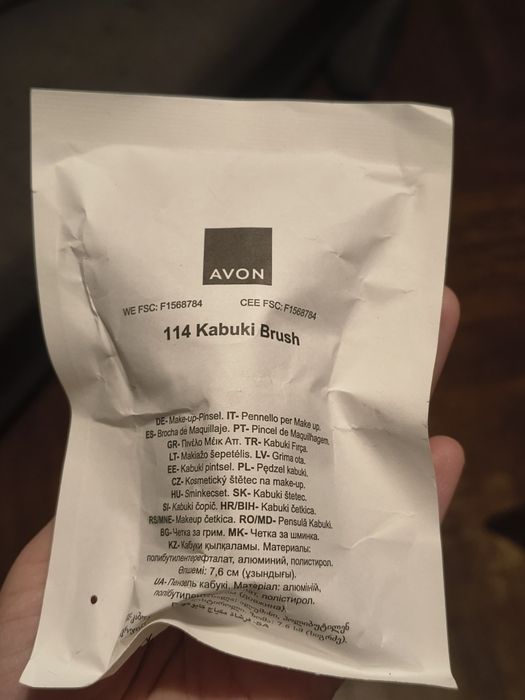 AVON
WE FSC: F1568784 CEE FSC: F1568784
114 Kabuki Brush
DE- Make-up-Pinsel. IT- Pennello per Make up.
ES- Brocha de Maquillaje. PT- Pincel de Maquilhagem.
GR- Πινέλο Μέικ Απ. TR- Kabuki Fırça.
LT- Makiažo šepetėlis. LV- Grima ota.
EE- Kabuki pintsel. PL- Pędzel kabuki.
CZ- Kosmetický štětec na make-up.
HU- Sminkecset. SK- Kabuki štetec.
SI- Kabuki čopič. HR/BIH- Kabuki četkica.
RS/MNE- Makeup četkica. RO/MD- Pensulă Kabuki.
BG- Четка за грим. MK- Четка за шминка.
KZ- Кабуки қылқаламы. Материалы:
полибутилентерефталат, алюминий, полистирол.
Өлшемі: 7,6 см (ұзындығы).
UA- Пензль кабукі. Матеріал: алюміній,
полістирол.